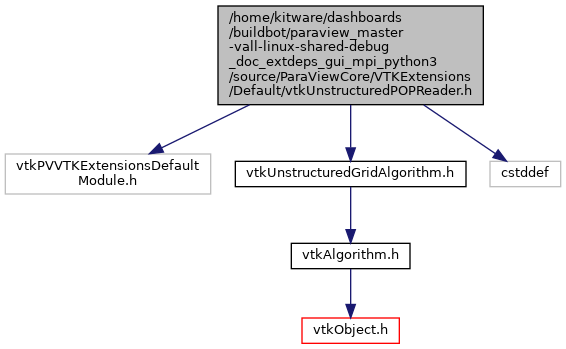 /home/kitware/dashboards
/buildbot/paraview_master
-vall-linux-shared-debug
_doc_extdeps_gui_mpi_python3
/source/ParaViewCore/VTKExtensions
/Default/vtkUnstructuredPOPReader.h
vtkPVVTKExtensionsDefault
Module.h
vtkUnstructuredGridAlgorithm.h
cstddef
vtkAlgorithm.h
vtkObject.h